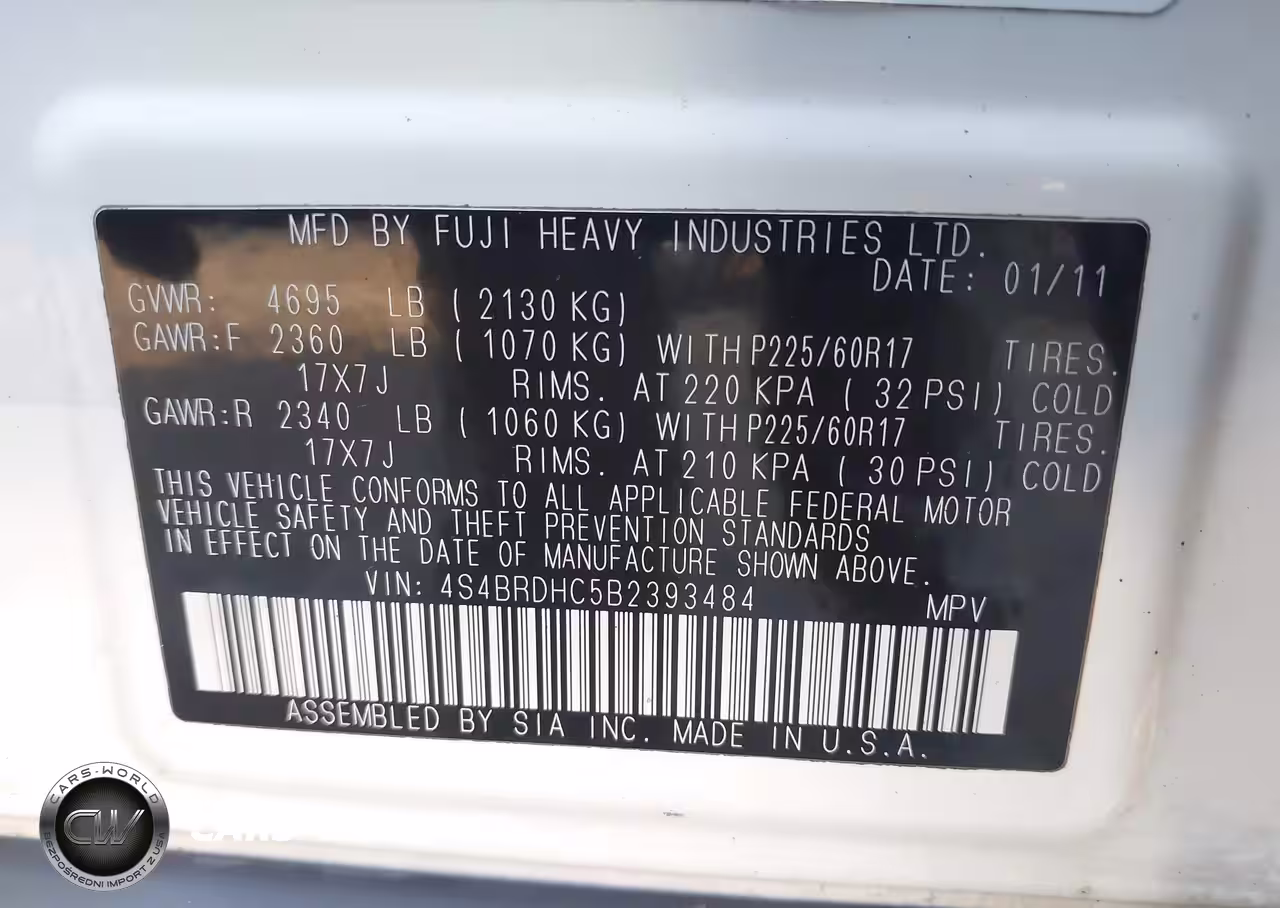 MFD BY FUJI HEAVY INDUSTRIES LTD.
DATE: 01/11
GVWR: 4695 LB ( 2130 KG)
GAWR:F 2360 LB ( 1070 KG) WITH P225/60R17 TIRES.
17X7J RIMS. AT 220 KPA ( 32 PSI) COLD
GAWR:R 2340 LB ( 1060 KG) WITH P225/60R17 TIRES.
17X7J RIMS. AT 210 KPA ( 30 PSI) COLD
THIS VEHICLE CONFORMS TO ALL APPLICABLE FEDERAL MOTOR
VEHICLE SAFETY AND THEFT PREVENTION STANDARDS
IN EFFECT ON THE DATE OF MANUFACTURE SHOWN ABOVE.
VIN: 4S4BRDHC5B2393484 MPV
ASSEMBLED BY SIA INC. MADE IN U.S.A.
CARS-WORLD
CW
BEZPOŚREDNI IMPORT Z USA